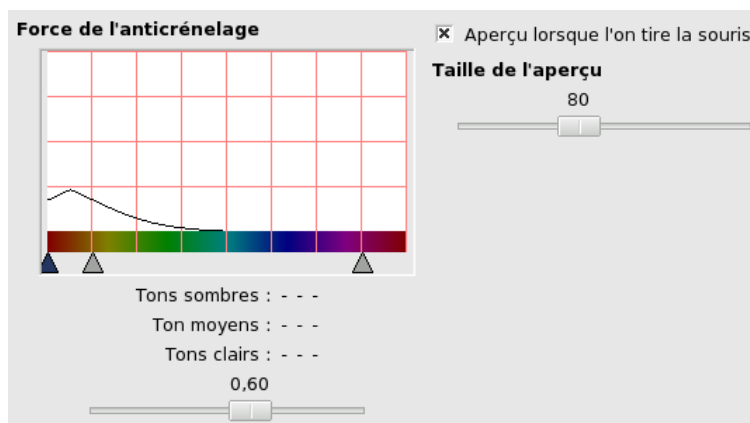 Force de l'anticrénelage
Aperçu lorsque l'on tire la souris
Taille de l'aperçu
80
Tons sombres : - - -
Ton moyens : - - -
Tons clairs : - - -
0,60